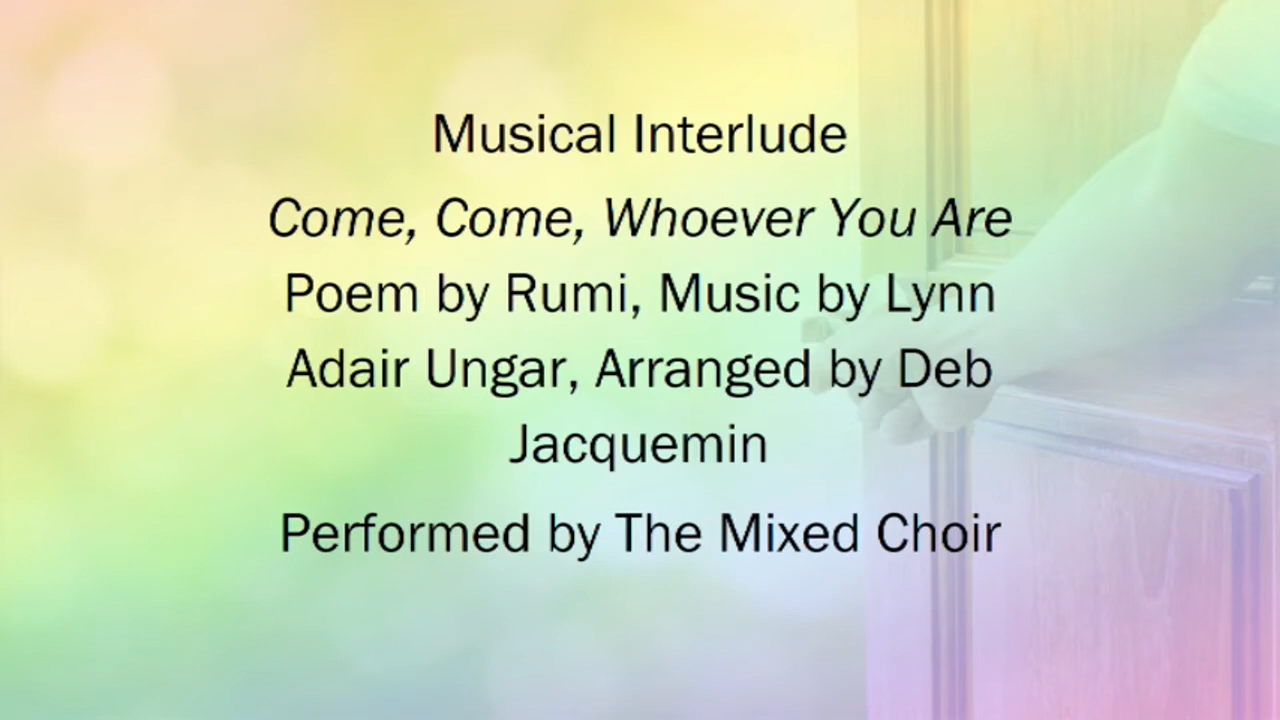 Musical Interlude
Come, Come, Whoever You Are
Poem by Rumi, Music by Lynn
Adair Ungar, Arranged by Deb
Jacquemin
Performed by The Mixed Choir